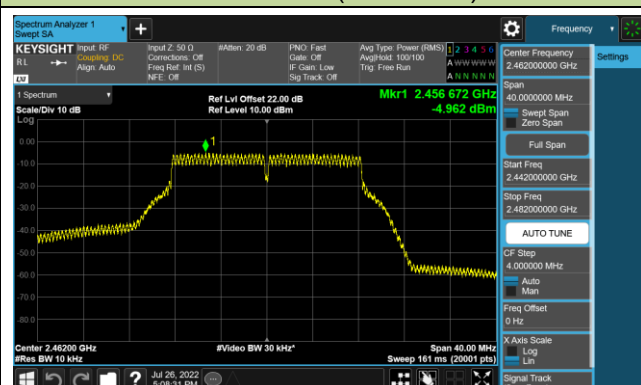 Spectrum Analyzer 1
Swept SA
Frequency
KEYSIGHT
Input: RF
Coupling: DC
Align: Auto
RL
LXI
Input Z: 50 Ω
Corrections: Off
Freq Ref: Int (S)
NFE: Off
#Atten: 20 dB
PNO: Fast
Gate: Off
IF Gain: Low
Sig Track: Off
Avg Type: Power (RMS)
Avg|Hold: 100/100
Trig: Free Run
1 2 3 4 5 6
A W W W W W
A N N N N N
1 Spectrum
Scale/Div 10 dB
Ref Lvl Offset 22.00 dB
Ref Level 10.00 dBm
Mkr1 2.456 672 GHz
-4.962 dBm
Log
1
0.00
-10.0
-20.0
-30.0
-40.0
-50.0
-60.0
-70.0
-80.0
Center 2.46200 GHz
#Res BW 10 kHz
#Video BW 30 kHz*
Span 40.00 MHz
Sweep 161 ms (20001 pts)
Jul 26, 2022
5:08:31 PM
Settings
Center Frequency
2.462000000 GHz
Span
40.0000000 MHz
Swept Span
Zero Span
Full Span
Start Freq
2.442000000 GHz
Stop Freq
2.482000000 GHz
AUTO TUNE
CF Step
4.000000 MHz
Auto
Man
Freq Offset
0 Hz
X Axis Scale
Log
Lin
Signal Track